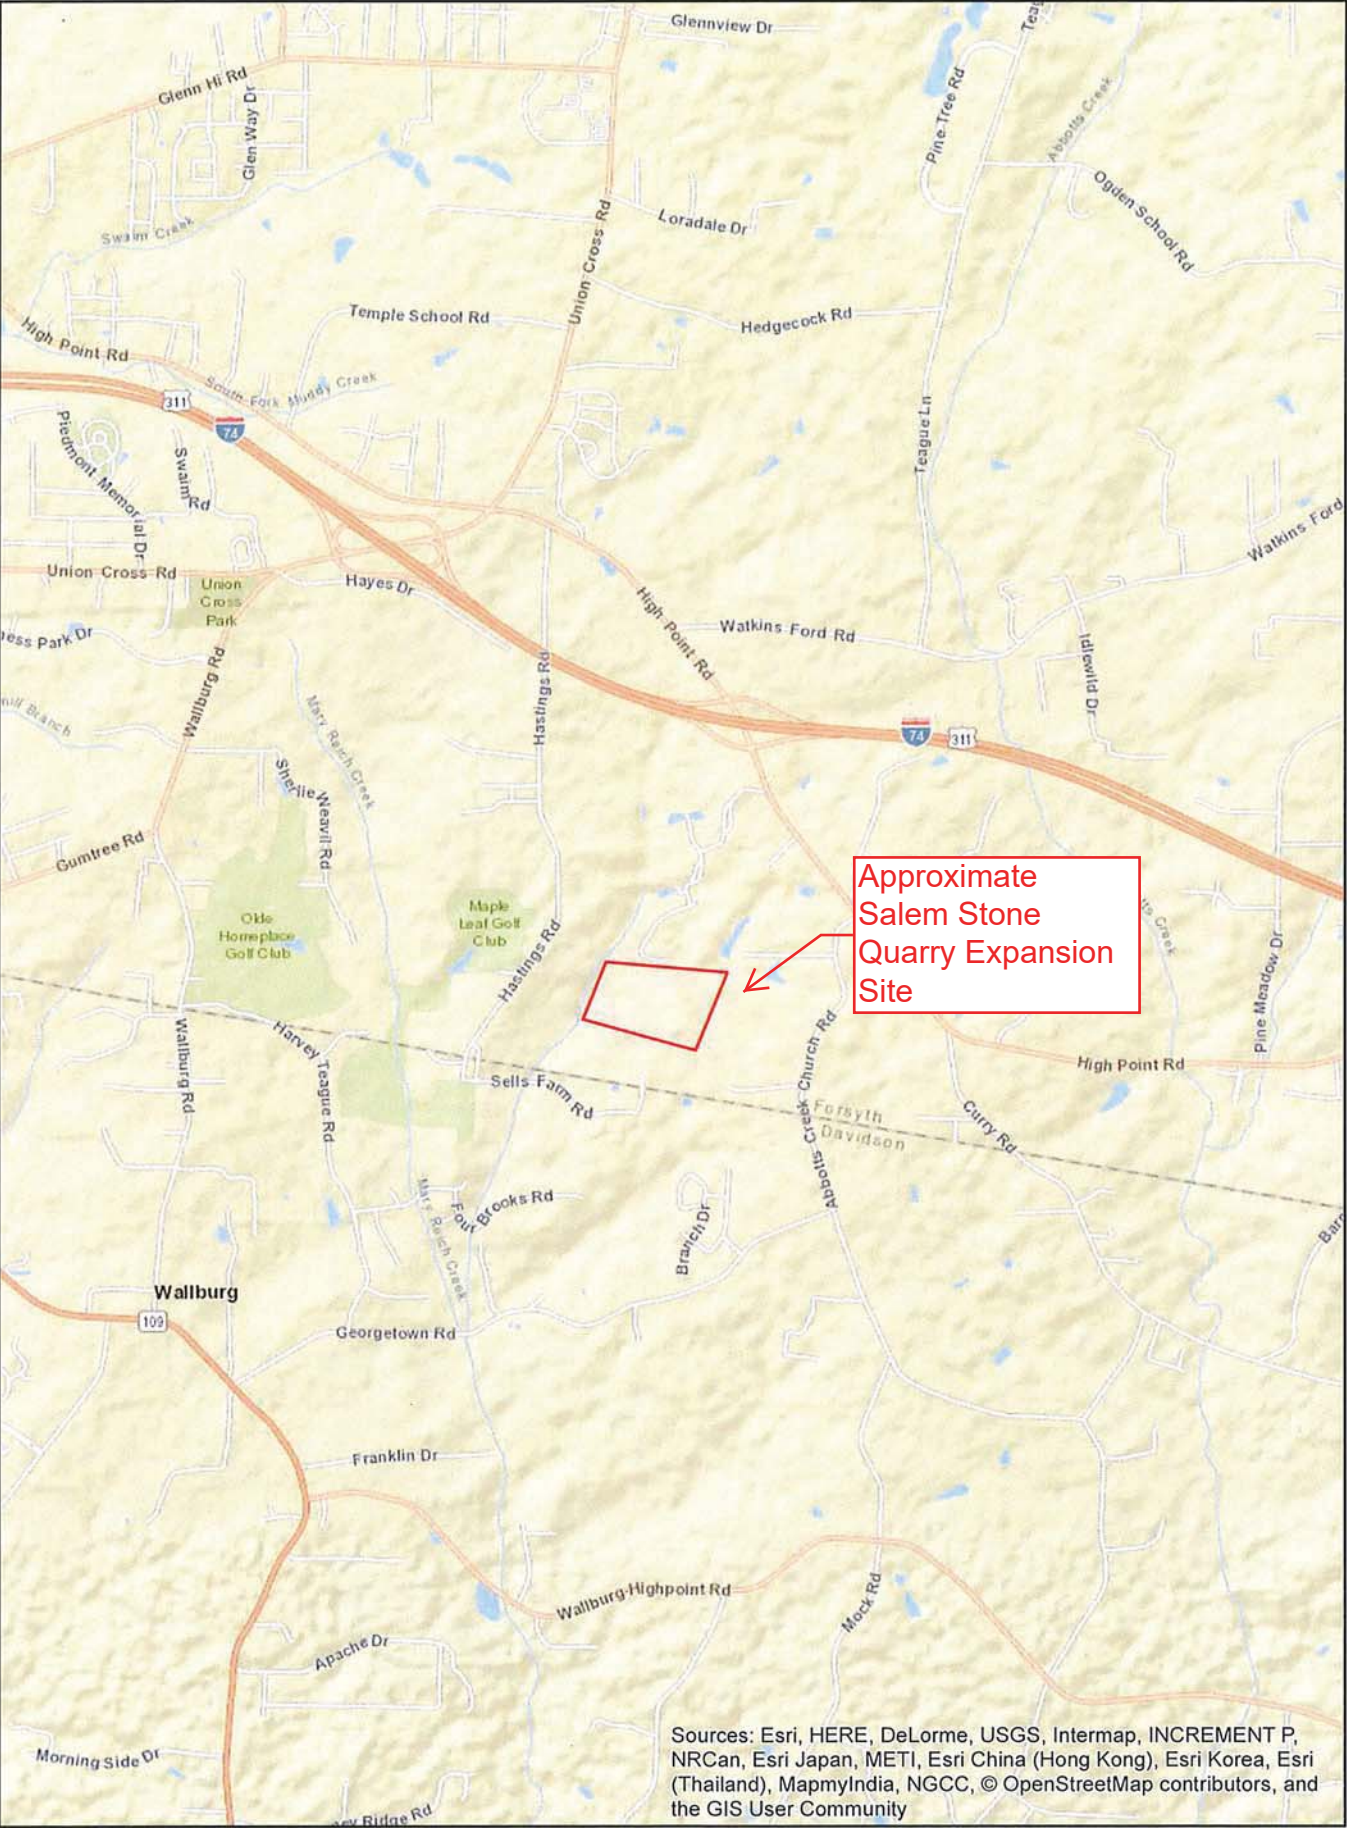 Glennview Dr
Glenn Hi Rd
Glen Way Dr
Pine Tree Rd
Abbotts Creek
Ogden School Rd
Swaim Creek
Loradale Dr
Union Cross Rd
Temple School Rd
Hedgecock Rd
High Point Rd
South Fork Muddy Creek
311
74
Teague Ln
Piedmont Memorial Dr
Swaim Rd
Watkins Ford
Union Cross Rd
Union
Cross
Park
Hayes Dr
High Point Rd
Watkins Ford Rd
Idlewild Dr
ness Park Dr
Wallburg Rd
Hastings Rd
Mary Reich Creek
Branch
74
311
Sherlie Weavil Rd
Gumtree Rd
Approximate
Salem Stone
Quarry Expansion
Site
Maple
Leaf Golf
Club
Olde
Homeplace
Golf Club
Hastings Rd
tts Creek
Pine Meadow Dr
Wallburg Rd
Harvey Teague Rd
Sells Farm Rd
Abbotts Creek Church Rd
High Point Rd
Forsyth
Davidson
Curry Rd
Mary Reich Creek
Four Brooks Rd
Branch Dr
Wallburg
109
Georgetown Rd
Franklin Dr
Wallburg-Highpoint Rd
Mock Rd
Apache Dr
Morning Side Dr
Ridge Rd
Sources: Esri, HERE, DeLorme, USGS, Intermap, INCREMENT P,
NRCan, Esri Japan, METI, Esri China (Hong Kong), Esri Korea, Esri
(Thailand), MapmyIndia, NGCC, © OpenStreetMap contributors, and
the GIS User Community